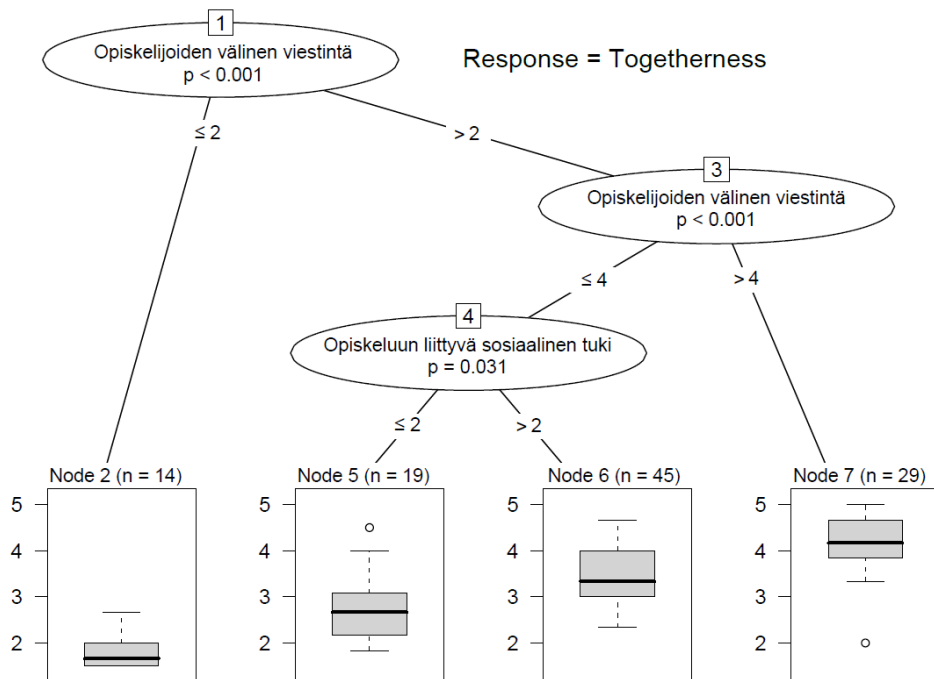 1
Opiskelijoiden välinen viestintä
p < 0.001
Response = Togetherness
≤ 2
> 2
3
Opiskelijoiden välinen viestintä
p < 0.001
≤ 4
> 4
4
Opiskeluun liittyvä sosiaalinen tuki
p = 0.031
≤ 2
> 2
Node 2 (n = 14)
5
4
3
2
Node 5 (n = 19)
5
4
3
2
Node 6 (n = 45)
5
4
3
2
Node 7 (n = 29)
5
4
3
2